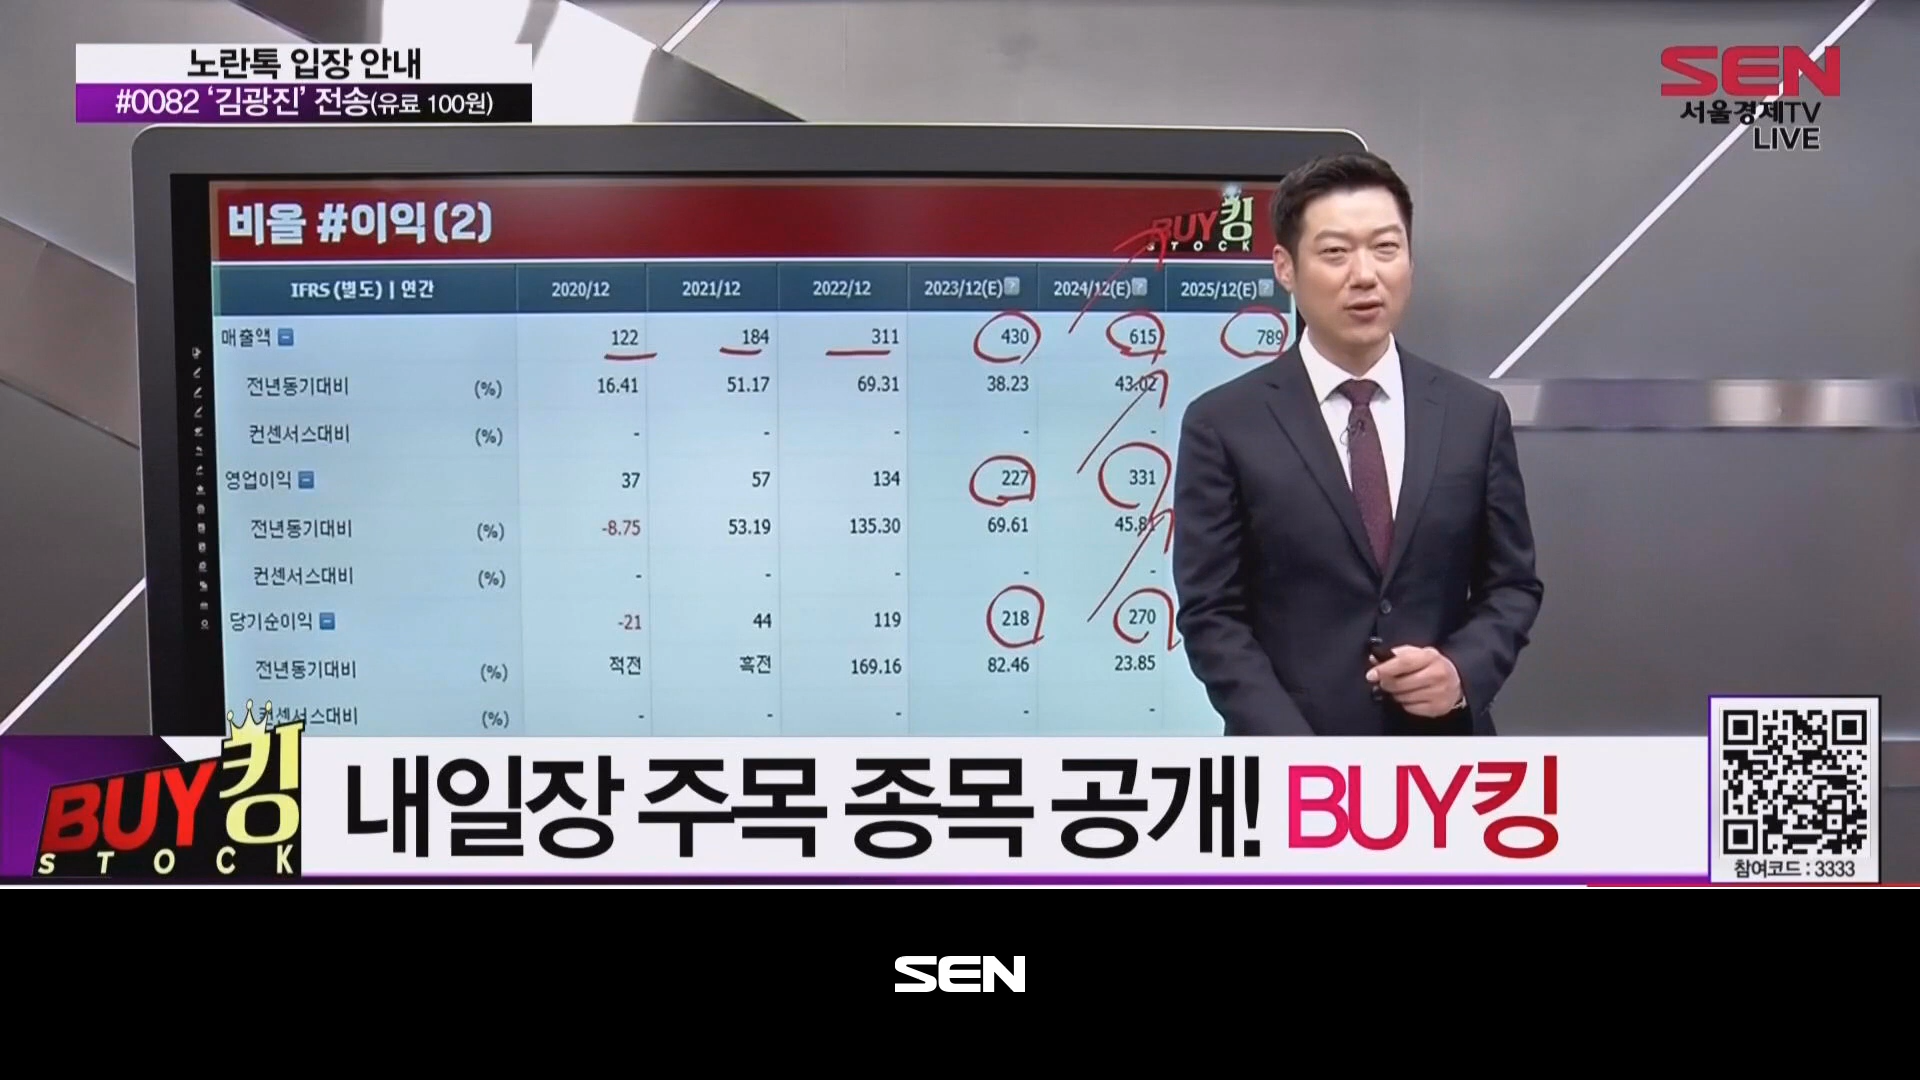 노란톡 입장 안내
#0082 ‘김광진’ 전송(유료 100원)
SEN
서울경제TV
LIVE
비올 #이익(2)
BUY킹
STOCK
IFRS(별도) | 연간 2020/12 2021/12 2022/12 2023/12(E) 2024/12(E) 2025/12(E)
매출액 122 184 311 430 615 789
전년동기대비 (%) 16.41 51.17 69.31 38.23 43.02
컨센서스대비 (%) - - - - -
영업이익 37 57 134 227 331
전년동기대비 (%) -8.75 53.19 135.30 69.61 45.81
컨센서스대비 (%) - - - - -
당기순이익 -21 44 119 218 270
전년동기대비 (%) 적전 흑전 169.16 82.46 23.85
컨센서스대비 (%) - - - - -
BUY킹
STOCK
내일장 주목 종목 공개! BUY킹
참여코드 : 3333
SEN